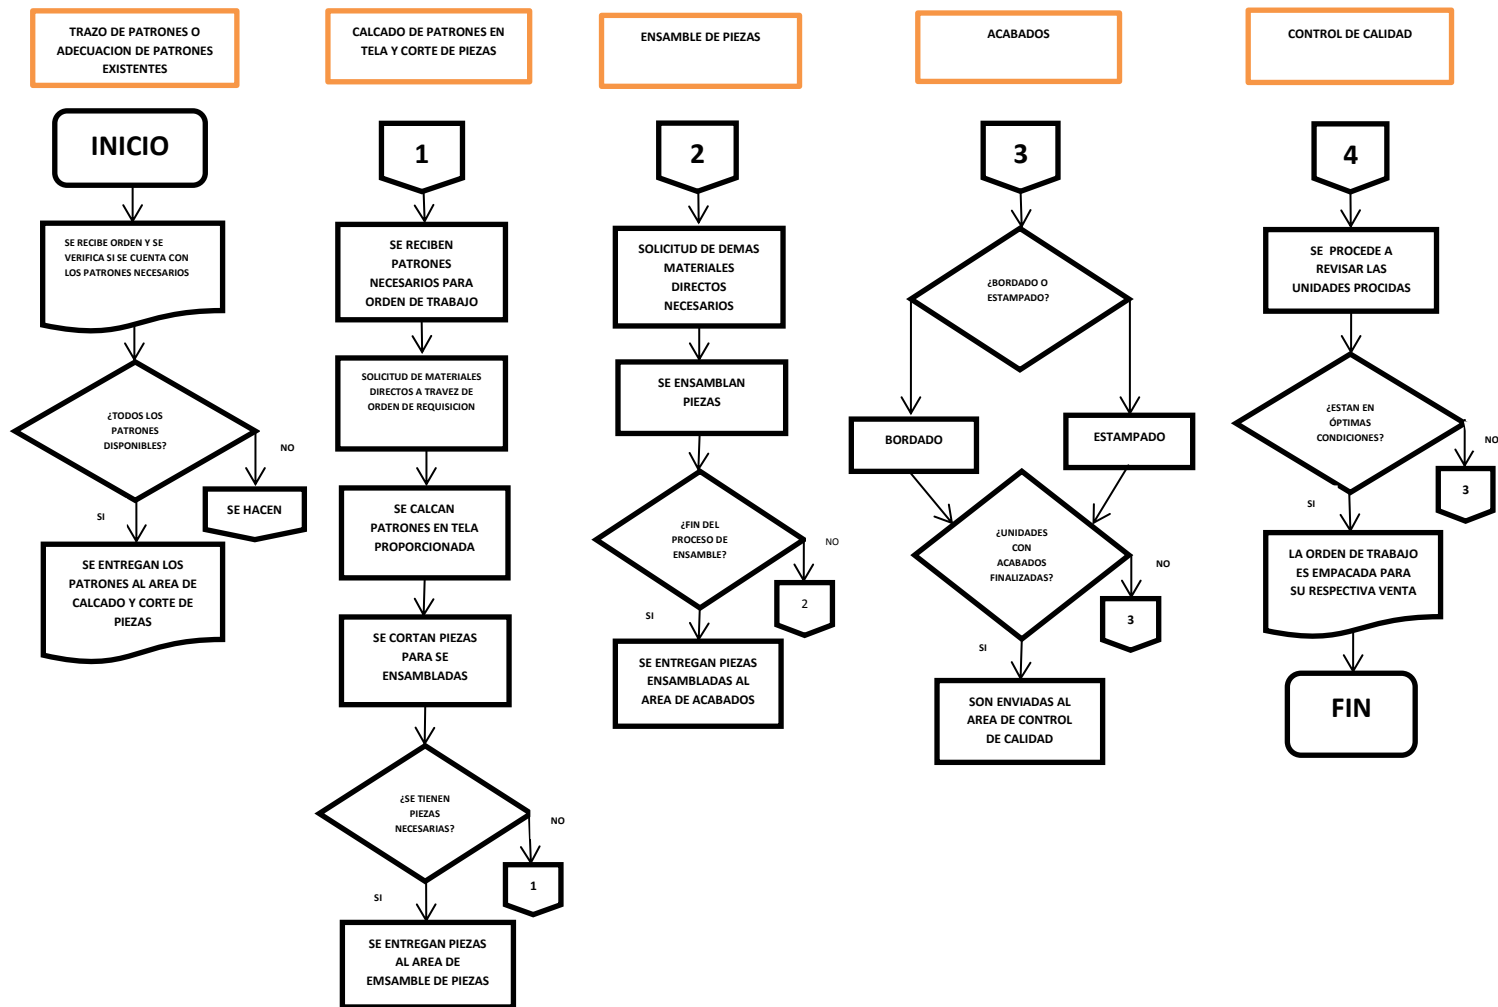 TRAZO DE PATRONES O
ADECUACION DE PATRONES
EXISTENTES
INICIO
SE RECIBE ORDEN Y SE
VERIFICA SI SE CUENTA CON
LOS PATRONES NECESARIOS
¿TODOS LOS
PATRONES
DISPONIBLES?
NO
SE HACEN
SI
SE ENTREGAN LOS
PATRONES AL AREA DE
CALCADO Y CORTE DE
PIEZAS
CALCADO DE PATRONES EN
TELA Y CORTE DE PIEZAS
1
SE RECIBEN
PATRONES
NECESARIOS PARA
ORDEN DE TRABAJO
SOLICITUD DE MATERIALES
DIRECTOS A TRAVEZ DE
ORDEN DE REQUISICION
SE CALCAN
PATRONES EN TELA
PROPORCIONADA
SE CORTAN PIEZAS
PARA SE
ENSAMBLADAS
¿SE TIENEN
PIEZAS
NECESARIAS?
NO
1
SI
SE ENTREGAN PIEZAS
AL AREA DE
EMSAMBLE DE PIEZAS
ENSAMBLE DE PIEZAS
2
SOLICITUD DE DEMAS
MATERIALES
DIRECTOS
NECESARIOS
SE ENSAMBLAN
PIEZAS
¿FIN DEL
PROCESO DE
ENSAMBLE?
NO
2
SI
SE ENTREGAN PIEZAS
ENSAMBLADAS AL
AREA DE ACABADOS
ACABADOS
3
¿BORDADO O
ESTAMPADO?
BORDADO
ESTAMPADO
¿UNIDADES
CON
ACABADOS
FINALIZADAS?
NO
3
SI
SON ENVIADAS AL
AREA DE CONTROL
DE CALIDAD
CONTROL DE CALIDAD
4
SE PROCEDE A
REVISAR LAS
UNIDADES PROCIDAS
¿ESTAN EN
ÓPTIMAS
CONDICIONES?
NO
3
SI
LA ORDEN DE TRABAJO
ES EMPACADA PARA
SU RESPECTIVA VENTA
FIN